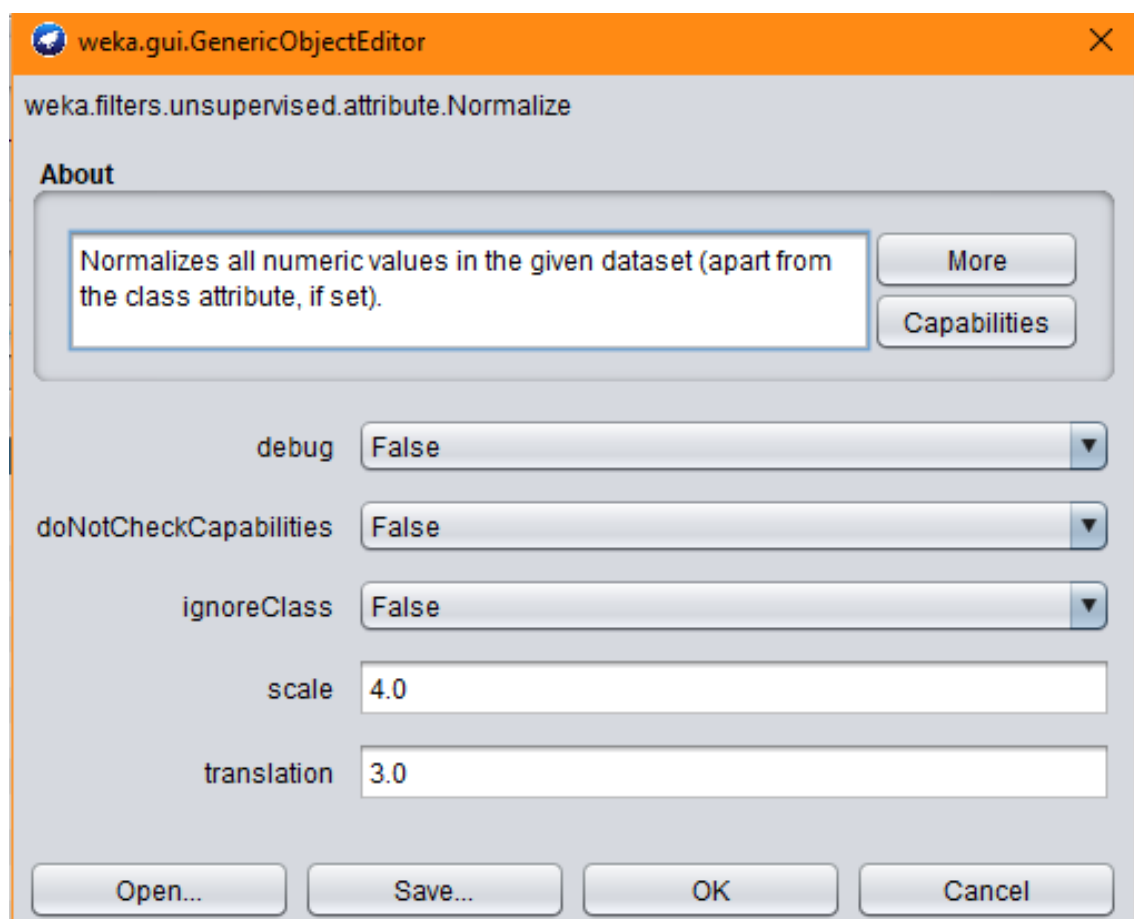 weka.gui.GenericObjectEditor
weka.filters.unsupervised.attribute.Normalize
About
Normalizes all numeric values in the given dataset (apart from
the class attribute, if set).
More
Capabilities
debug False
doNotCheckCapabilities False
ignoreClass False
scale 4.0
translation 3.0
Open... Save... OK Cancel